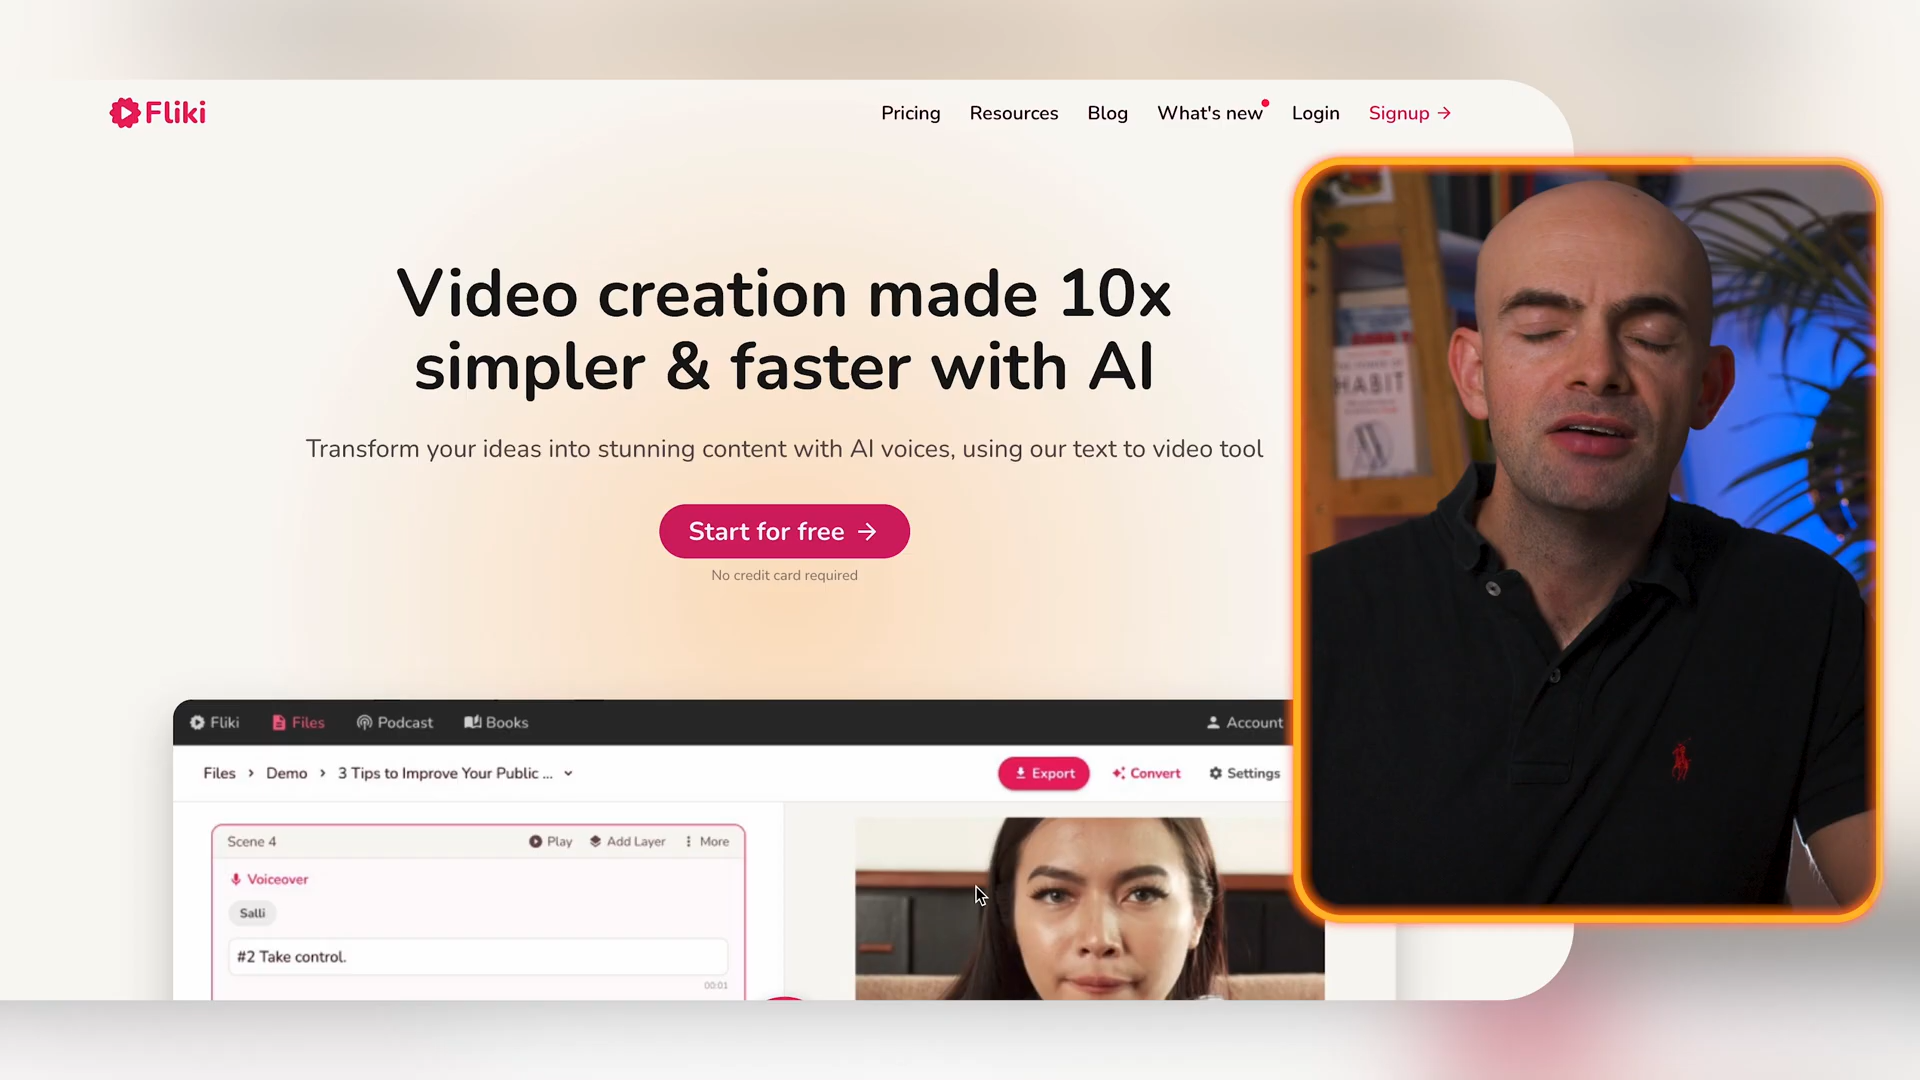 Fliki
Pricing Resources Blog What's new Login Signup →
Video creation made 10x
simpler & faster with AI
Transform your ideas into stunning content with AI voices, using our text to video tool
Start for free →
No credit card required
Fliki Files Podcast Books Account
Files > Demo > 3 Tips to Improve Your Public ...
Export Convert Settings
Scene 4 Play Add Layer More
Voiceover
Salli
#2 Take control.
00:01
HABIT